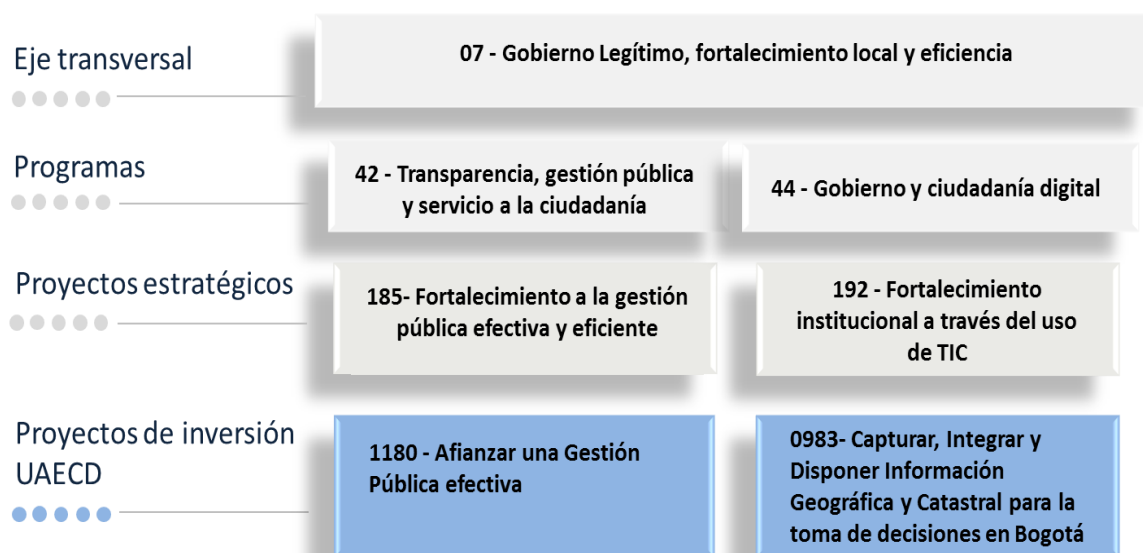 Eje transversal
07 - Gobierno Legítimo, fortalecimiento local y eficiencia
Programas
42 - Transparencia, gestión pública
y servicio a la ciudadanía
44 - Gobierno y ciudadanía digital
Proyectos estratégicos
185- Fortalecimiento a la gestión
pública efectiva y eficiente
192 - Fortalecimiento
institucional a través del uso
de TIC
Proyectos de inversión
UAECD
1180 - Afianzar una Gestión
Pública efectiva
0983- Capturar, Integrar y
Disponer Información
Geográfica y Catastral para la
toma de decisiones en Bogotá